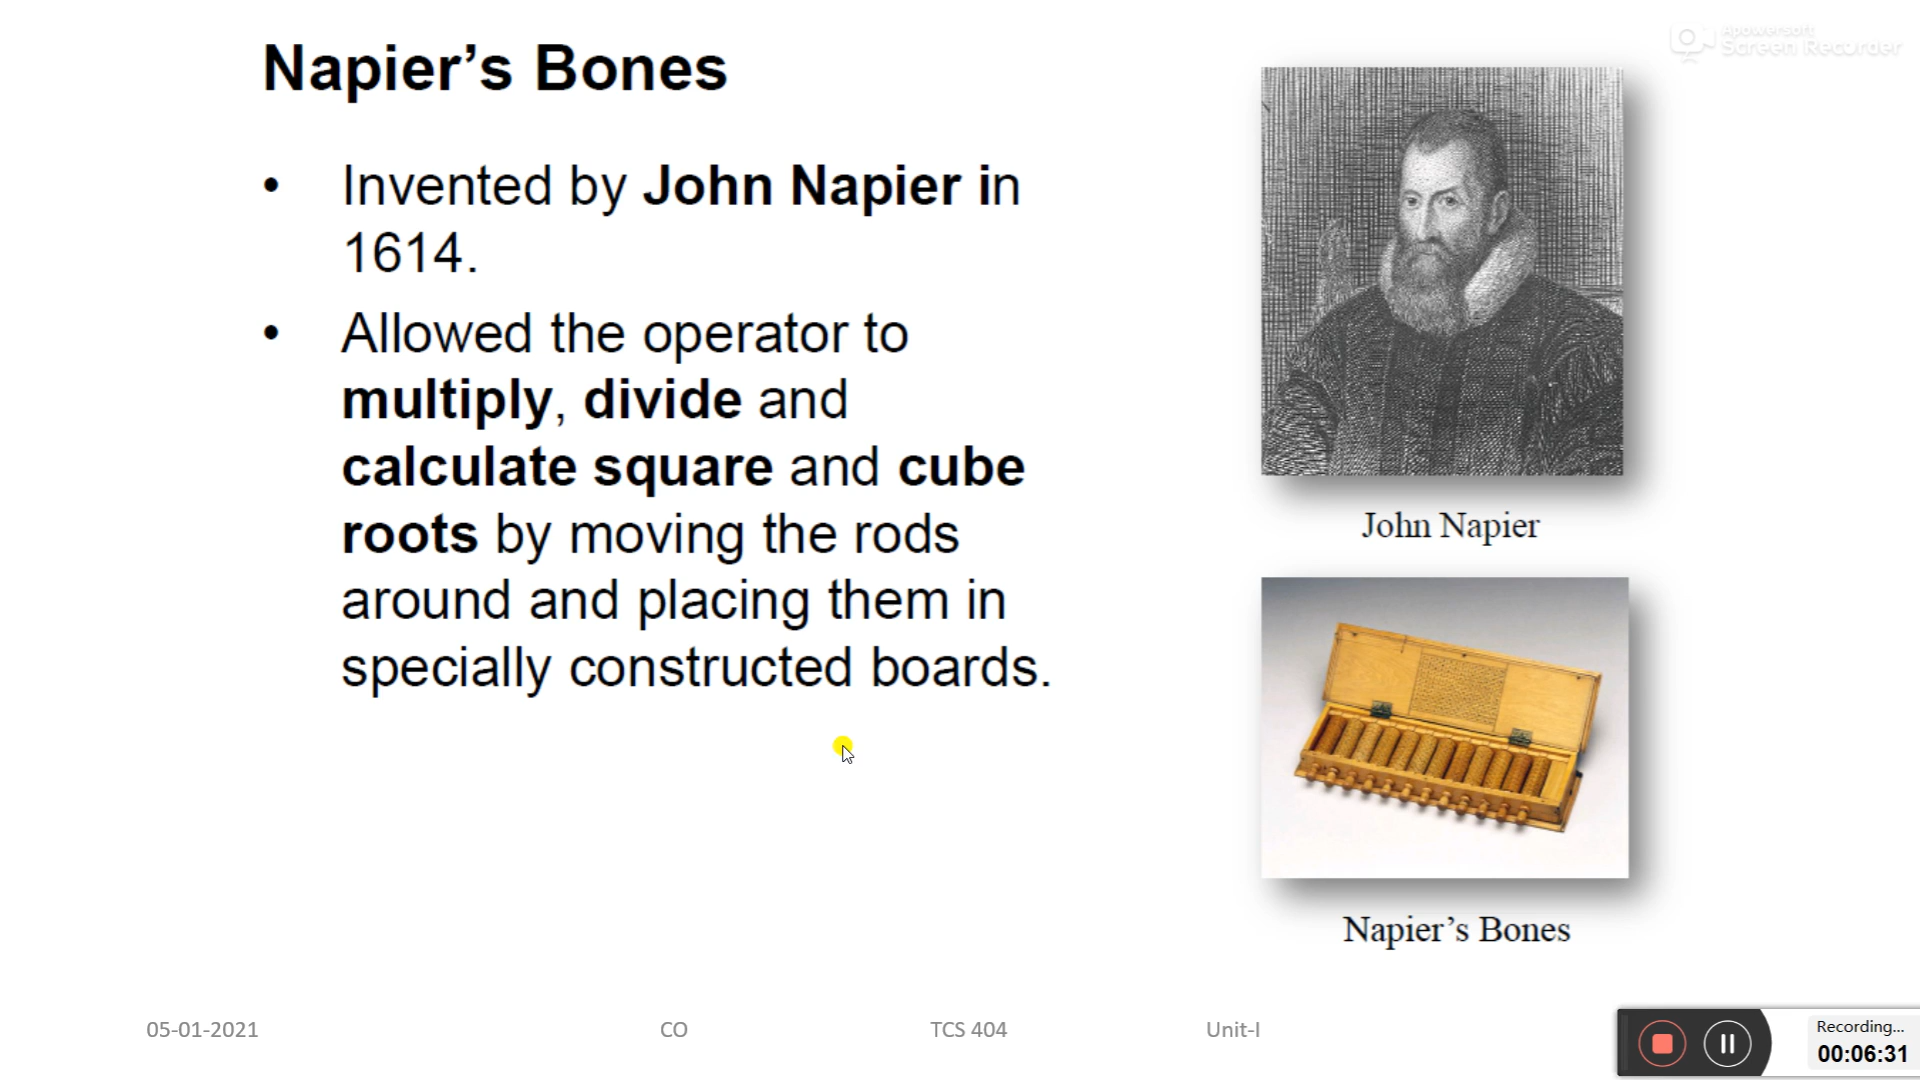 Apowersoft
Screen Recorder
Napier’s Bones
• Invented by John Napier in
1614.
• Allowed the operator to
multiply, divide and
calculate square and cube
roots by moving the rods
around and placing them in
specially constructed boards.
John Napier
Napier’s Bones
05-01-2021 CO TCS 404 Unit-I
Recording...
00:06:31